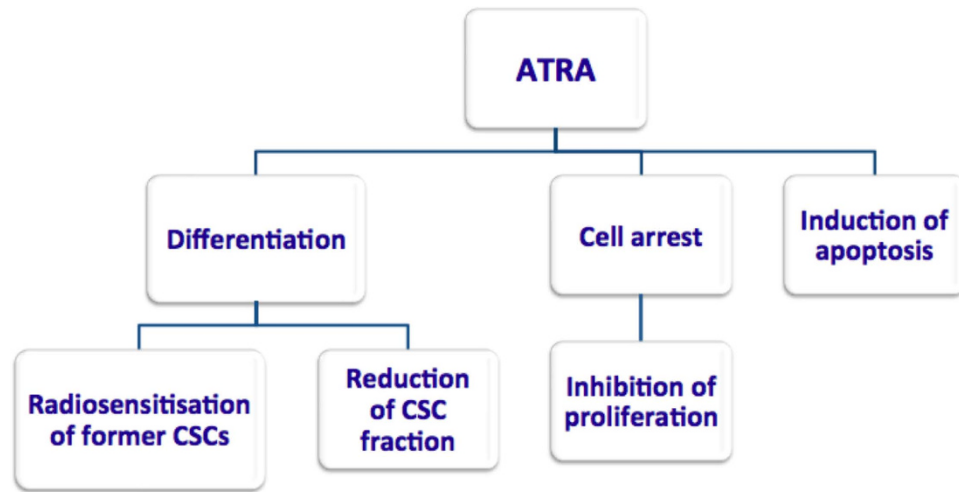 ATRA
Differentiation
Cell arrest
Induction of
apoptosis
Radiosensitisation
of former CSCs
Reduction
of CSC
fraction
Inhibition of
proliferation